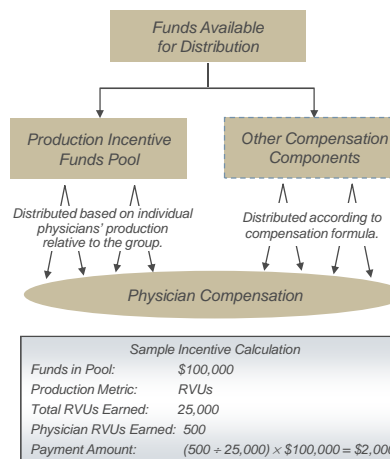 Funds Available
for Distribution
Production Incentive
Funds Pool
Other Compensation
Components
Distributed based on individual
physicians' production
relative to the group.
Distributed according to
compensation formula.
Physician Compensation
Sample Incentive Calculation
Funds in Pool: $100,000
Production Metric: RVUs
Total RVUs Earned: 25,000
Physician RVUs Earned: 500
Payment Amount: (500 ÷ 25,000) × $100,000 = $2,000